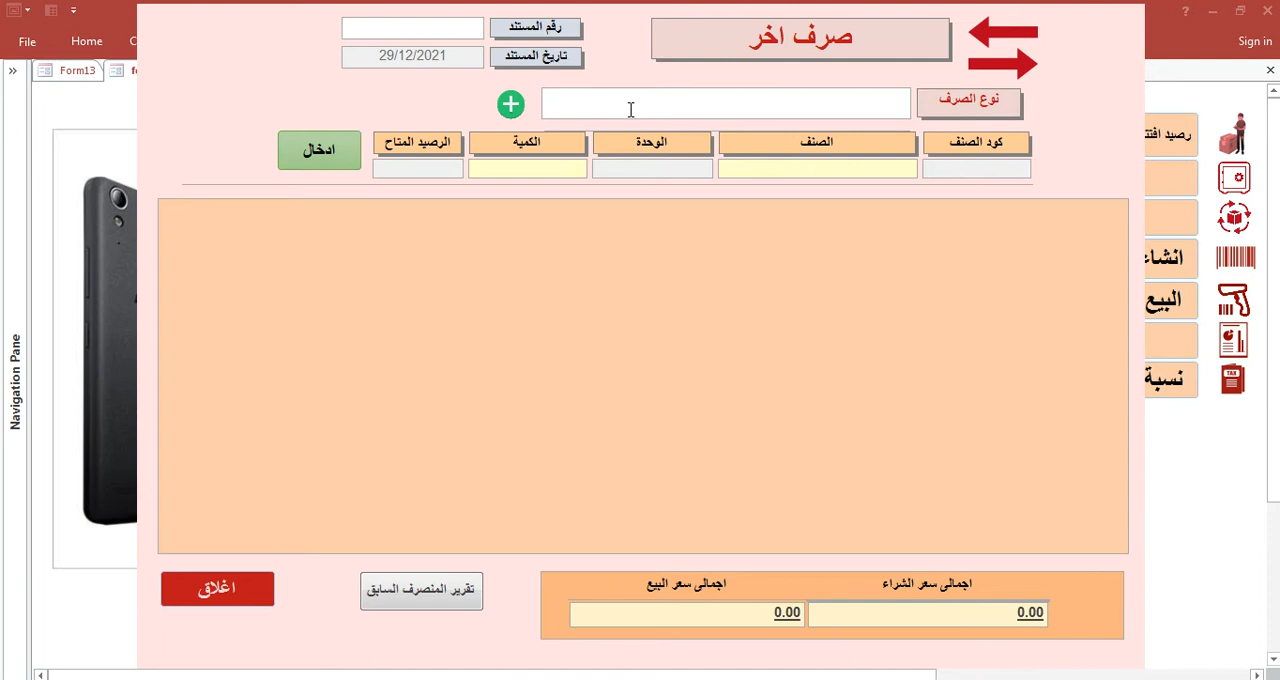 File
Home
Sign in
Form13
Navigation Pane
صرف اخر
رقم المستند
تاريخ المستند
29/12/2021
نوع الصرف
كود الصنف
الصنف
الوحدة
الكمية
الرصيد المتاح
ادخال
انشاء
البيع
نسبة
اجمالى سعر الشراء
اجمالى سعر البيع
0.00
0.00
تقرير المنصرف السابق
اغلاق